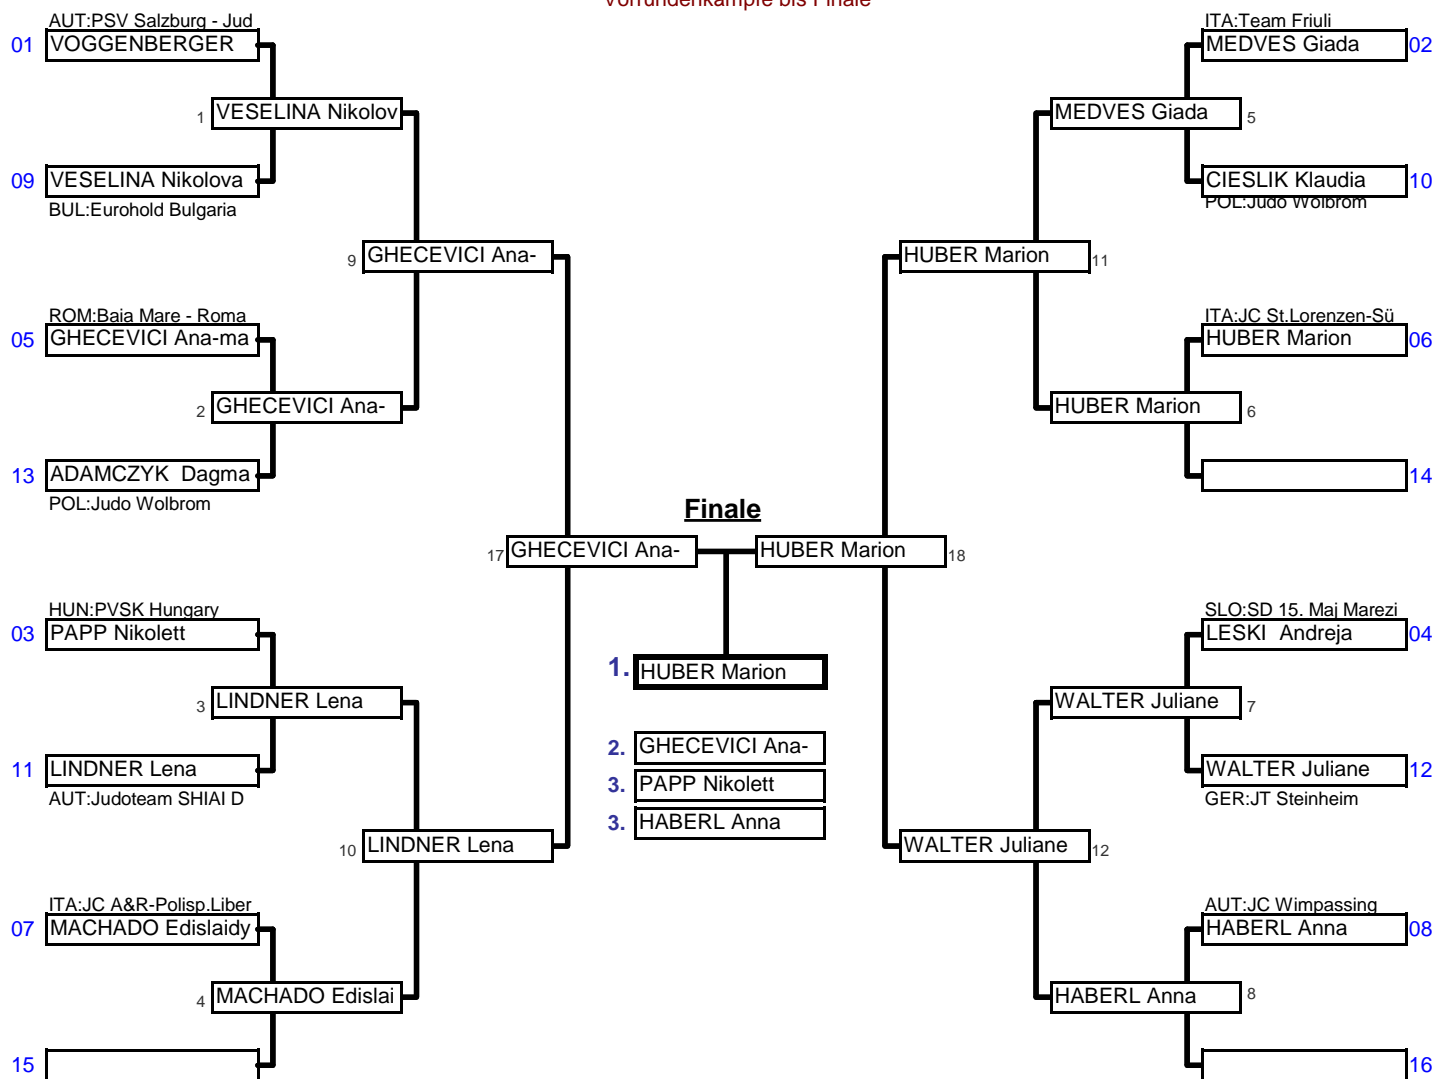 Vorrundenkämpfe bis Finale
AUT:PSV Salzburg - Jud
01 VOGGENBERGER
1 VESELINA Nikolov
09 VESELINA Nikolova
BUL:Eurohold Bulgaria
9 GHECEVICI Ana-
ROM:Baia Mare - Roma
05 GHECEVICI Ana-ma
2 GHECEVICI Ana-
13 ADAMCZYK Dagma
POL:Judo Wolbrom
17 GHECEVICI Ana-
HUN:PVSK Hungary
03 PAPP Nikolett
3 LINDNER Lena
11 LINDNER Lena
AUT:Judoteam SHIAI D
10 LINDNER Lena
ITA:JC A&R-Polisp.Liber
07 MACHADO Edislaidy
4 MACHADO Edislai
15
Finale
1. HUBER Marion
2. GHECEVICI Ana-
3. PAPP Nikolett
3. HABERL Anna
ITA:Team Friuli
MEDVES Giada 02
MEDVES Giada 5
CIESLIK Klaudia 10
POL:Judo Wolbrom
HUBER Marion 11
ITA:JC St.Lorenzen-Sü
HUBER Marion 06
HUBER Marion 6
14
HUBER Marion 18
SLO:SD 15. Maj Marezi
LESKI Andreja 04
WALTER Juliane 7
WALTER Juliane 12
GER:JT Steinheim
WALTER Juliane 12
AUT:JC Wimpassing
HABERL Anna 08
HABERL Anna 8
16